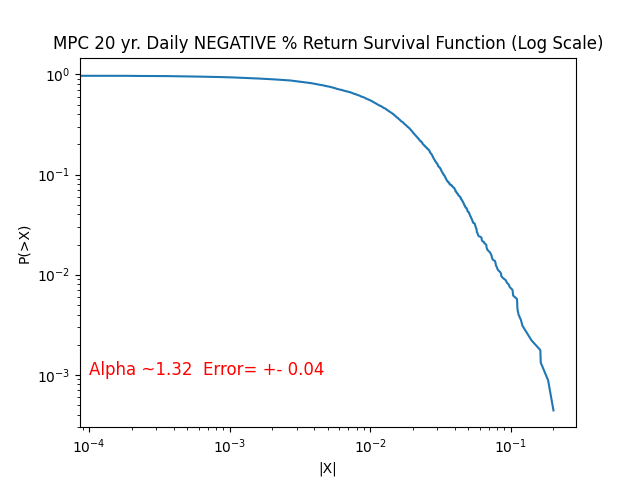 MPC 20 yr. Daily NEGATIVE % Return Survival Function (Log Scale)
10⁰
10⁻¹
10⁻²
10⁻³
P(>X)
Alpha ~1.32  Error= +- 0.04
10⁻⁴ 10⁻³ 10⁻² 10⁻¹
|X|